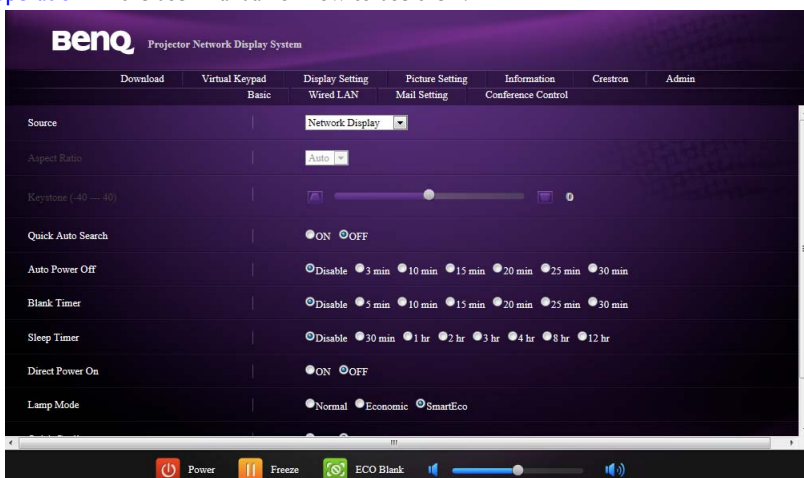 BenQ Projector Network Display System
Download Virtual Keypad Display Setting Picture Setting Information Crestron Admin
Basic Wired LAN Mail Setting Conference Control
Source Network Display
Aspect Ratio Auto
Keystone (-40 --- 40) 0
Quick Auto Search ON OFF
Auto Power Off Disable 3 min 10 min 15 min 20 min 25 min 30 min
Blank Timer Disable 5 min 10 min 15 min 20 min 25 min 30 min
Sleep Timer Disable 30 min 1 hr 2 hr 3 hr 4 hr 8 hr 12 hr
Direct Power On ON OFF
Lamp Mode Normal Economic SmartEco
Power Freeze ECO Blank